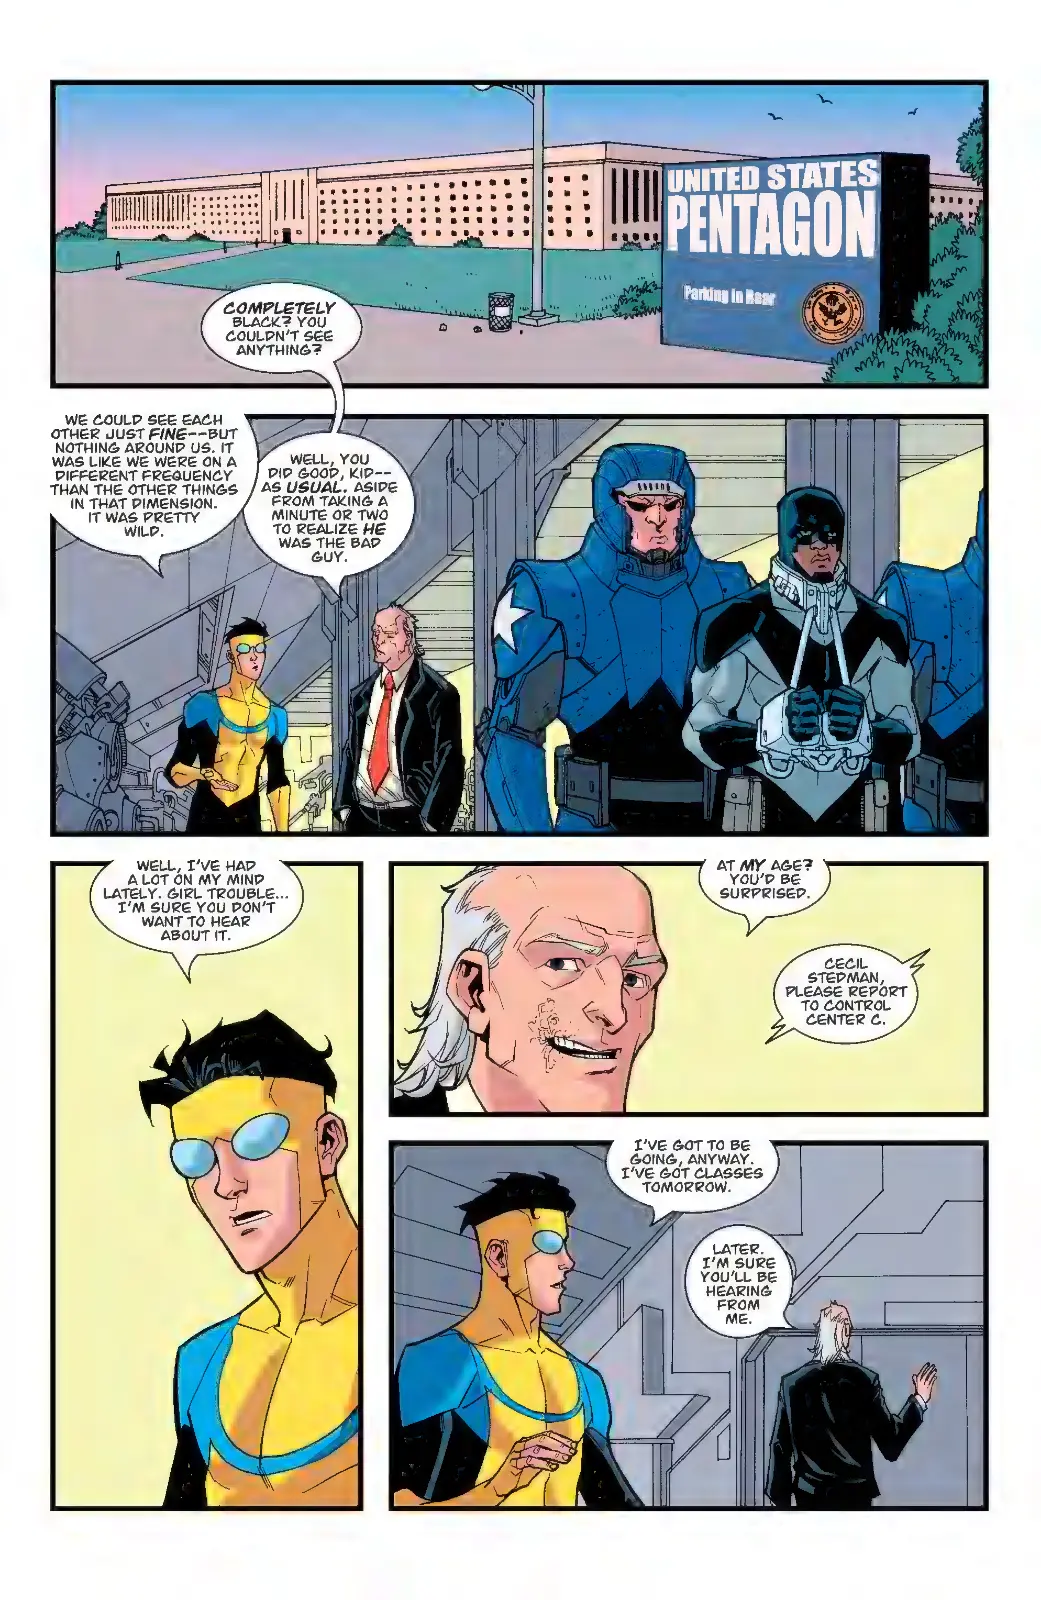 UNITED STATES
PENTAGON
Parking in Rear
COMPLETELY
BLACK? YOU
COULDN'T SEE
ANYTHING?
WE COULD SEE EACH
OTHER JUST FINE--BUT
NOTHING AROUND US. IT
WAS LIKE WE WERE ON A
DIFFERENT FREQUENCY
THAN THE OTHER THINGS
IN THAT DIMENSION.
IT WAS PRETTY
WILD.
WELL, YOU
DID GOOD, KID--
AS USUAL. ASIDE
FROM TAKING A
MINUTE OR TWO
TO REALIZE HE
WAS THE BAD
GUY.
WELL, I'VE HAD
A LOT ON MY MIND
LATELY. GIRL TROUBLE...
I'M SURE YOU DON'T
WANT TO HEAR
ABOUT IT.
AT MY AGE?
YOU'D BE
SURPRISED.
CECIL
STEDMAN,
PLEASE REPORT
TO CONTROL
CENTER C.
I'VE GOT TO BE
GOING, ANYWAY.
I'VE GOT CLASSES
TOMORROW.
LATER.
I'M SURE
YOU'LL BE
HEARING
FROM
ME.